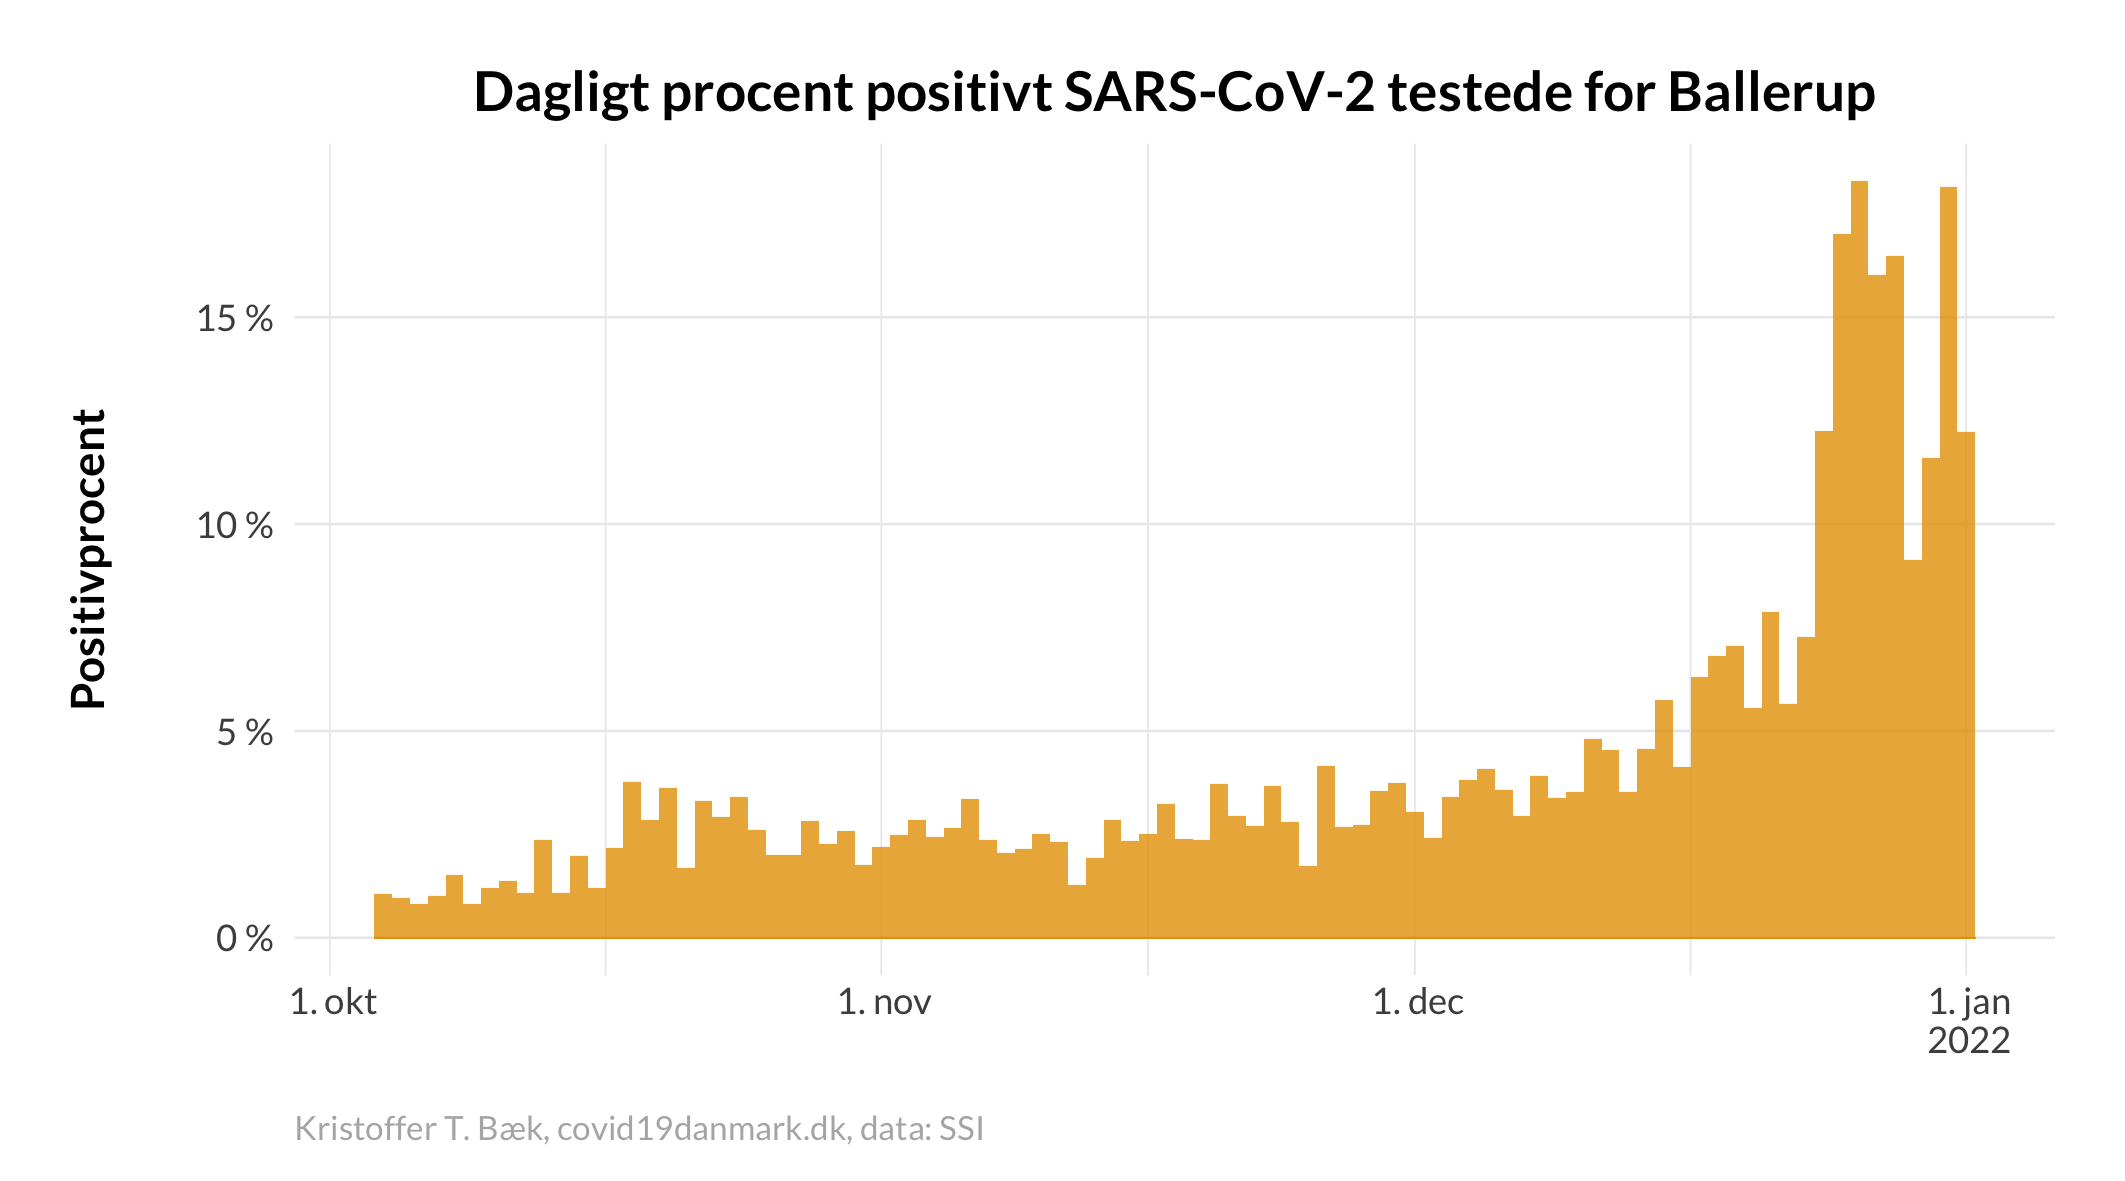 Dagligt procent positivt SARS-CoV-2 testede for Ballerup
Positivprocent
15 %
10 %
5 %
0 %
1. okt
1. nov
1. dec
1. jan
2022
Kristoffer T. Bæk, covid19danmark.dk, data: SSI